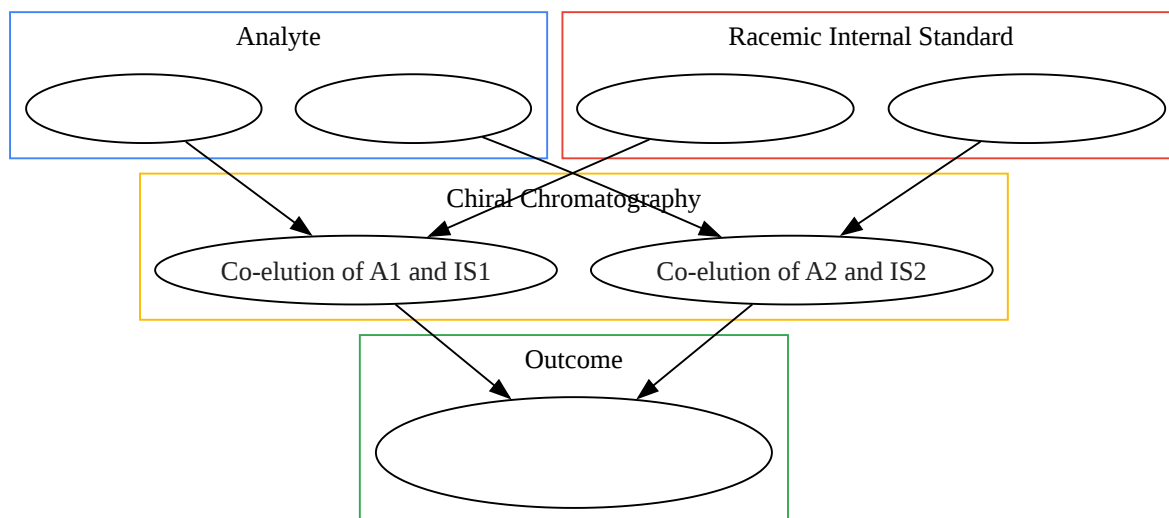 Analyte
Racemic Internal Standard
Chiral Chromatography
Co-elution of A1 and IS1
Co-elution of A2 and IS2
Outcome